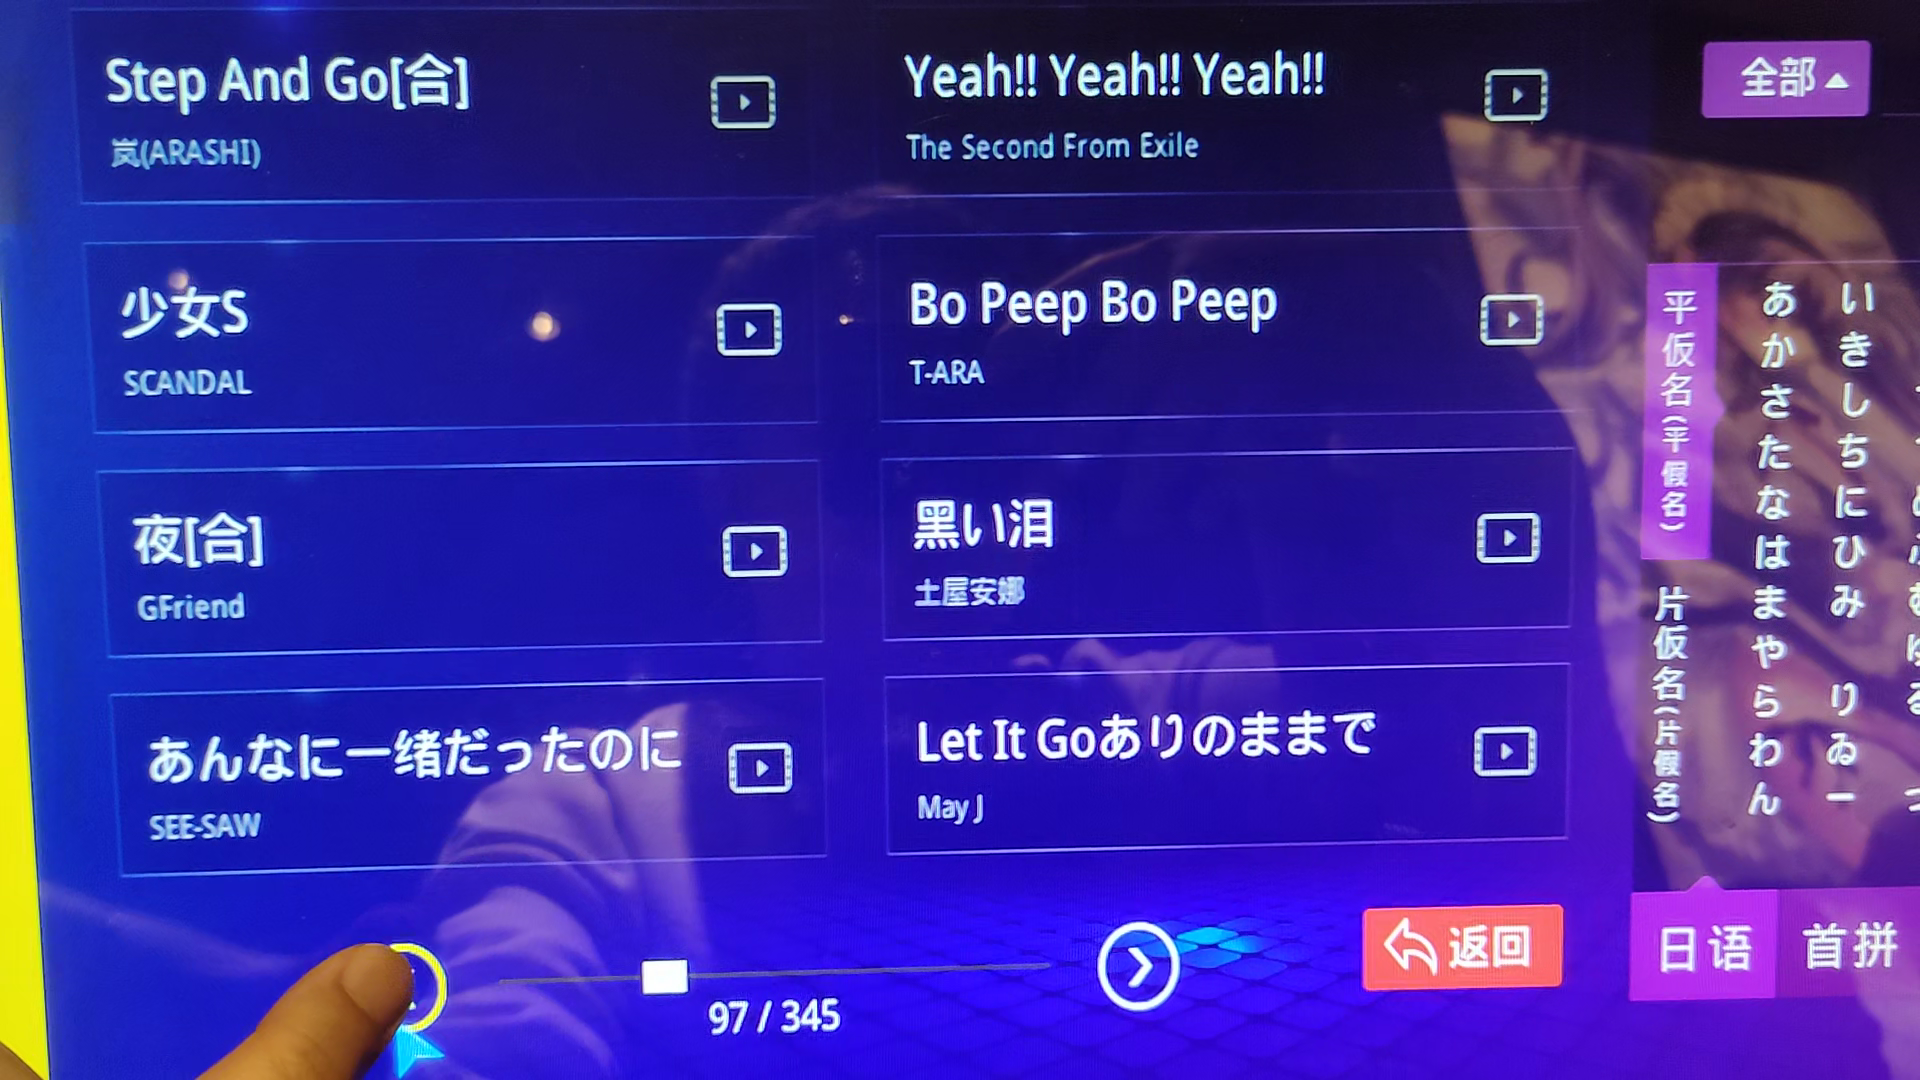 Step And Go[合]
岚(ARASHI)
Yeah!! Yeah!! Yeah!!
The Second From Exile
全部
少女S
SCANDAL
Bo Peep Bo Peep
T-ARA
夜[合]
GFriend
黑い泪
土屋安娜
あんなに一绪だったのに
SEE-SAW
Let It Goありのままで
May J
97 / 345
返回
平仮名(平假名)
片仮名(片假名)
あかさたなはまやらわん
いきしちにひみ りゐー
日语
首拼